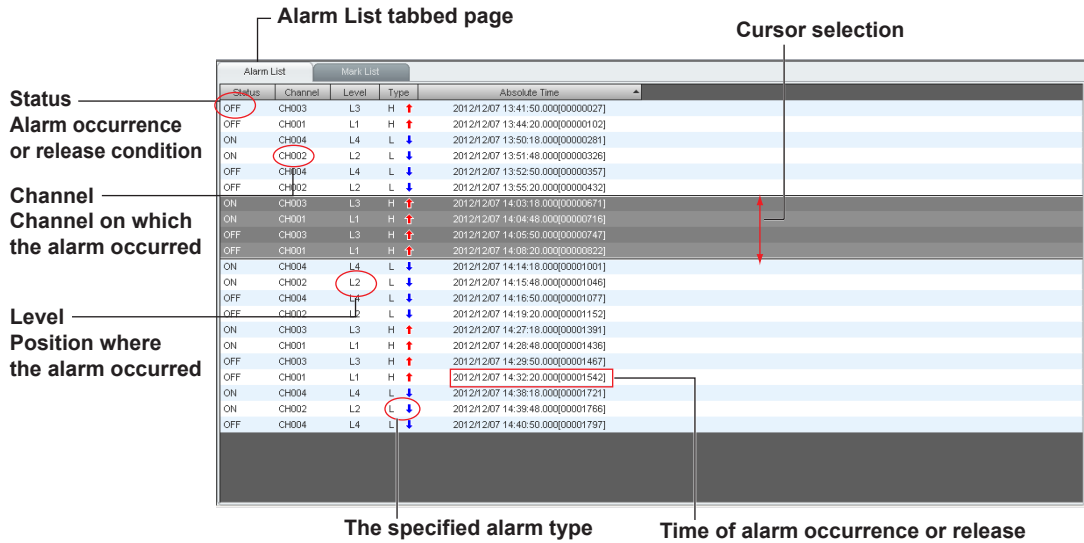 Alarm List tabbed page
Cursor selection
Alarm List Mark List
Status Channel Level Type Absolute Time
OFF CH003 L3 H 2012/12/07 13:41:50.000[00000027]
OFF CH001 L1 H 2012/12/07 13:44:20.000[00000102]
ON CH004 L4 L 2012/12/07 13:50:18.000[00000281]
ON CH002 L2 L 2012/12/07 13:51:48.000[00000326]
OFF CH004 L4 L 2012/12/07 13:52:50.000[00000357]
OFF CH002 L2 L 2012/12/07 13:55:20.000[00000432]
ON CH003 L3 H 2012/12/07 14:03:18.000[00000671]
ON CH001 L1 H 2012/12/07 14:04:48.000[00000716]
OFF CH003 L3 H 2012/12/07 14:05:50.000[00000747]
OFF CH001 L1 H 2012/12/07 14:08:20.000[00000822]
ON CH004 L4 L 2012/12/07 14:14:18.000[00001001]
ON CH002 L2 L 2012/12/07 14:15:48.000[00001046]
OFF CH004 L4 L 2012/12/07 14:16:50.000[00001077]
OFF CH002 L2 L 2012/12/07 14:19:20.000[00001152]
ON CH003 L3 H 2012/12/07 14:27:18.000[00001391]
ON CH001 L1 H 2012/12/07 14:28:48.000[00001436]
OFF CH003 L3 H 2012/12/07 14:29:50.000[00001467]
OFF CH001 L1 H 2012/12/07 14:32:20.000[00001542]
ON CH004 L4 L 2012/12/07 14:38:18.000[00001721]
ON CH002 L2 L 2012/12/07 14:39:48.000[00001766]
OFF CH004 L4 L 2012/12/07 14:40:50.000[00001797]
Status
Alarm occurrence
or release condition
Channel
Channel on which
the alarm occurred
Level
Position where
the alarm occurred
The specified alarm type
Time of alarm occurrence or release